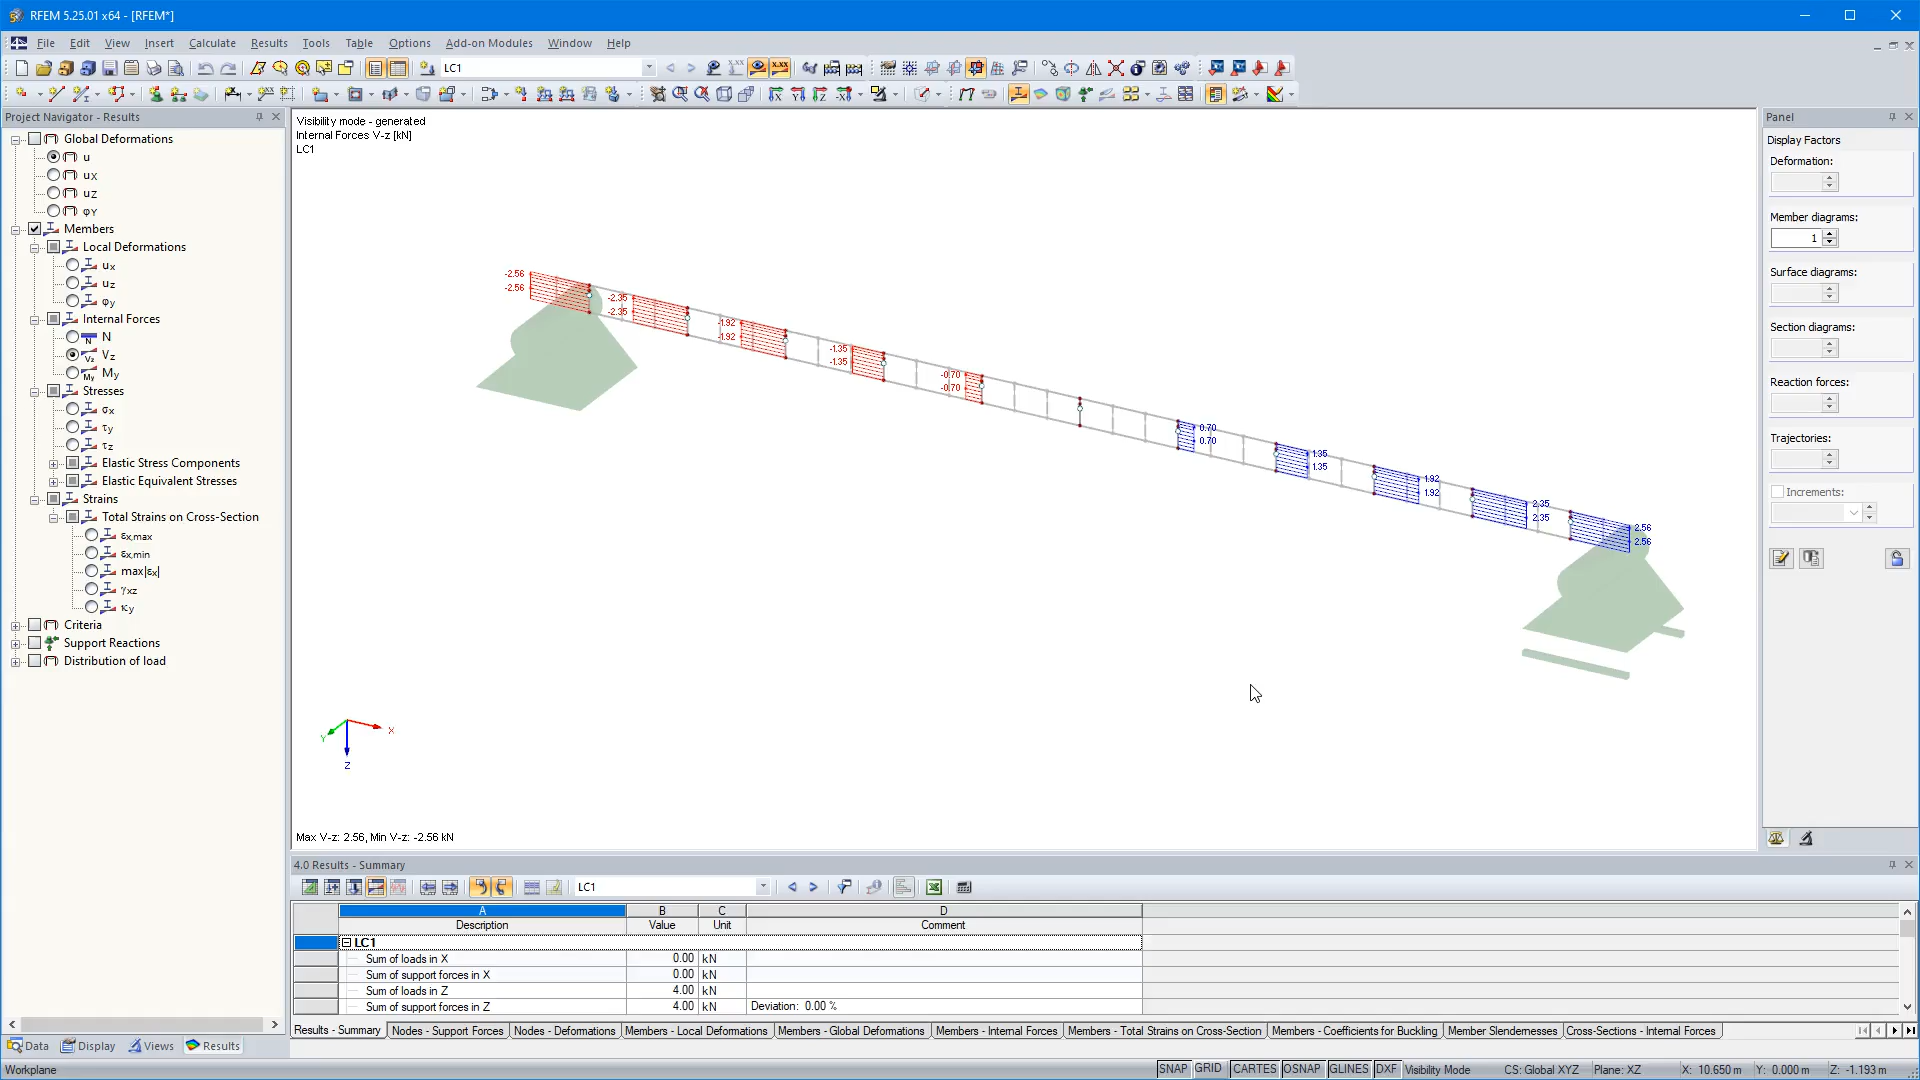 RFEM 5.25.01 x64 - [RFEM*]
File Edit View Insert Calculate Results Tools Table Options Add-on Modules Window Help
LC1
Project Navigator - Results
Global Deformations
u
uX
uZ
φY
Members
Local Deformations
ux
uz
φy
Internal Forces
N
Vz
My
Stresses
σx
τy
τz
Elastic Stress Components
Elastic Equivalent Stresses
Strains
Total Strains on Cross-Section
εx,max
εx,min
max|εx|
γxz
κy
Criteria
Support Reactions
Distribution of load
Data Display Views Results
Visibility mode - generated
Internal Forces V-z [kN]
LC1
-2.56
-2.56
-2.35
-2.35
-1.92
-1.92
-1.35
-1.35
-0.70
-0.70
0.70
0.70
1.35
1.35
1.92
1.92
2.35
2.35
2.56
2.56
X
Y
Z
Max V-z: 2.56, Min V-z: -2.56 kN
Panel
Display Factors
Deformation:
Member diagrams:
1
Surface diagrams:
Section diagrams:
Reaction forces:
Trajectories:
Increments:
4.0 Results - Summary
LC1
A B C D
Description Value Unit Comment
LC1
Sum of loads in X 0.00 kN
Sum of support forces in X 0.00 kN
Sum of loads in Z 4.00 kN
Sum of support forces in Z 4.00 kN Deviation: 0.00 %
Results - Summary Nodes - Support Forces Nodes - Deformations Members - Local Deformations Members - Global Deformations Members - Internal Forces Members - Total Strains on Cross-Section Members - Coefficients for Buckling Member Slendernesses Cross-Sections - Internal Forces
Workplane SNAP GRID CARTES OSNAP GLINES DXF Visibility Mode CS: Global XYZ Plane: XZ X: 10.650 m Y: 0.000 m Z: -1.193 m